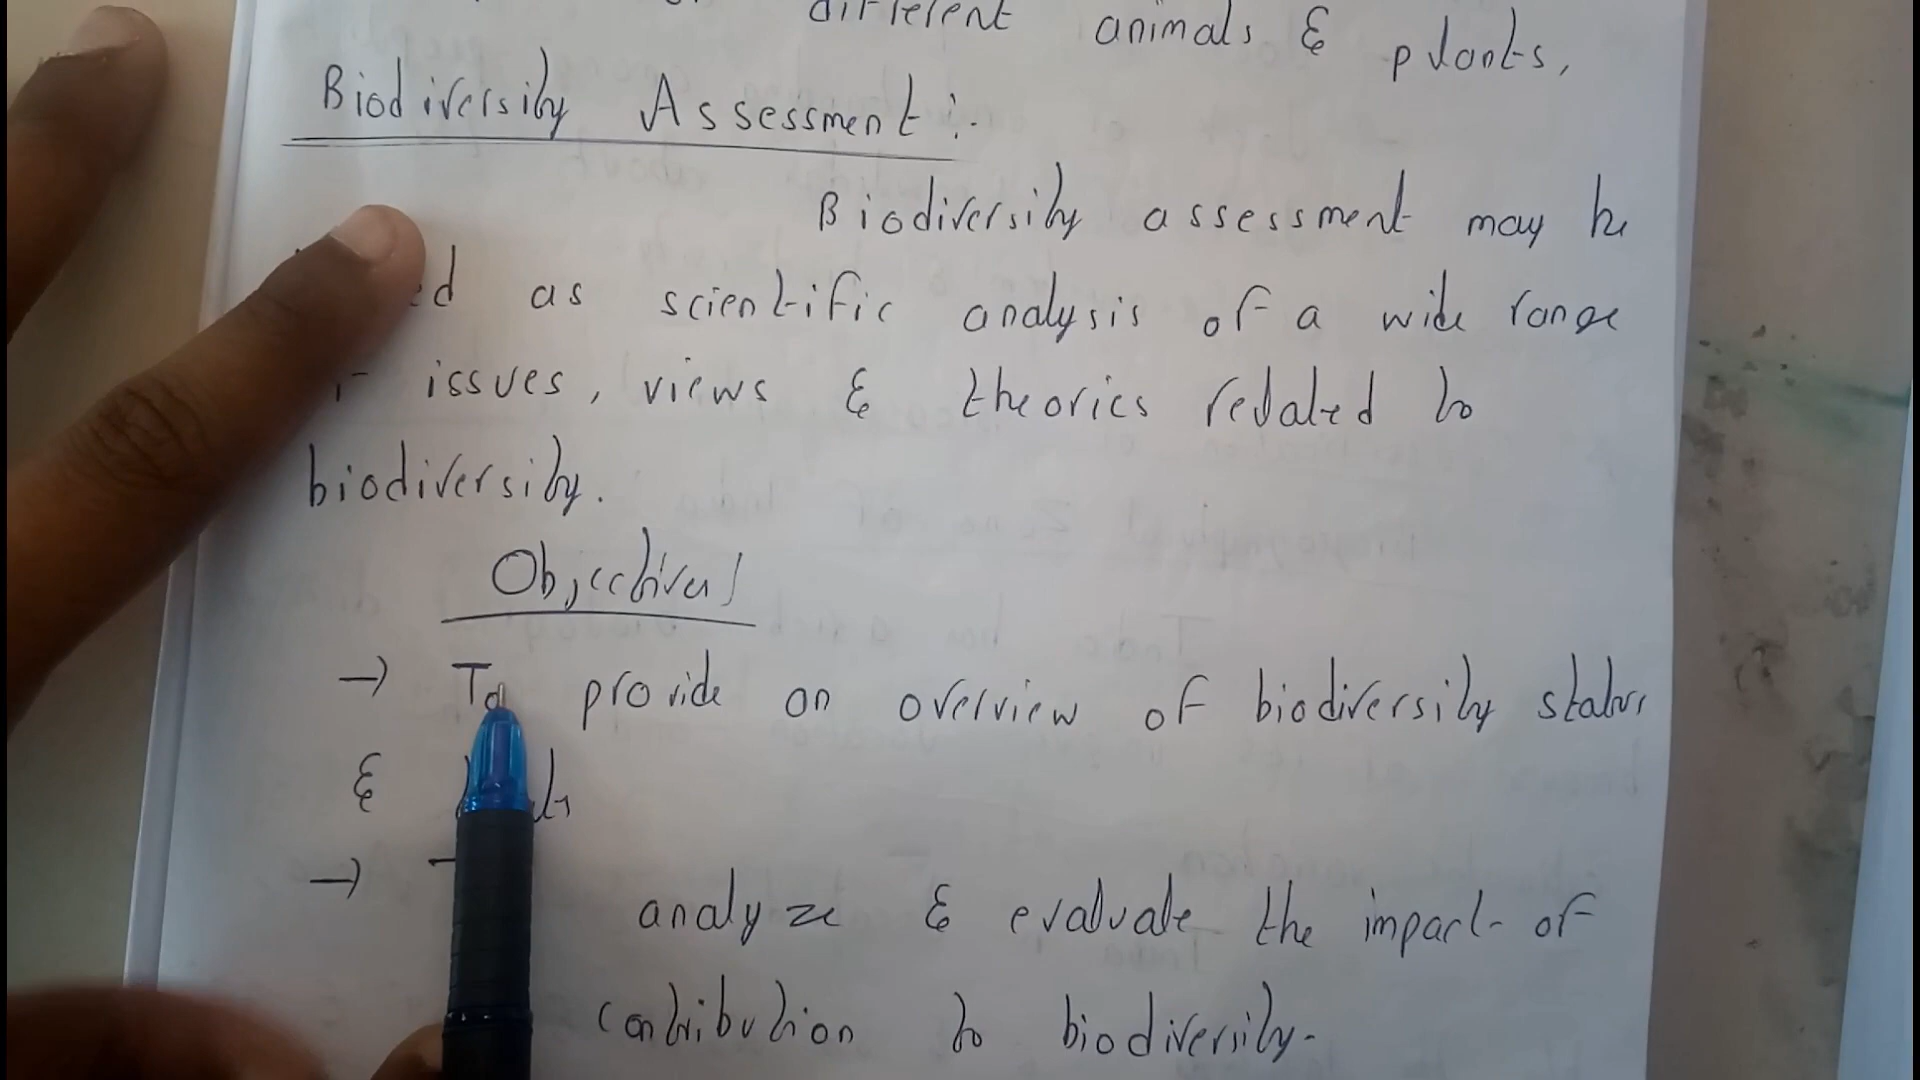 different animals & plants,
Biodiversity Assessment:-
Biodiversity assessment may be
as scientific analysis of a wide range
issues, views & theories related to
biodiversity.
Objectives
→ To provide an overview of biodiversity status
&
→ analyze & evaluate the impact of
contribution to biodiversity.